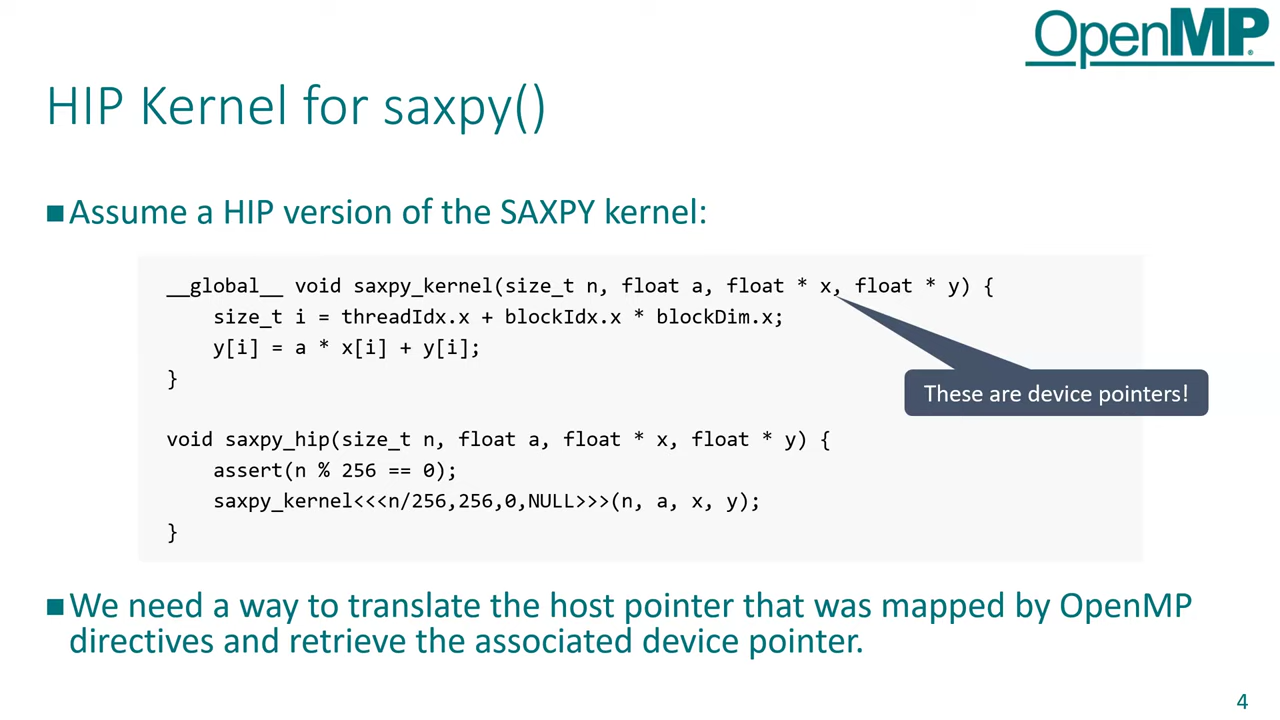 OpenMP®
HIP Kernel for saxpy()
■Assume a HIP version of the SAXPY kernel:
__global__ void saxpy_kernel(size_t n, float a, float * x, float * y) {
    size_t i = threadIdx.x + blockIdx.x * blockDim.x;
    y[i] = a * x[i] + y[i];
}
These are device pointers!
void saxpy_hip(size_t n, float a, float * x, float * y) {
    assert(n % 256 == 0);
    saxpy_kernel<<<n/256,256,0,NULL>>>(n, a, x, y);
}
■We need a way to translate the host pointer that was mapped by OpenMP
directives and retrieve the associated device pointer.
4